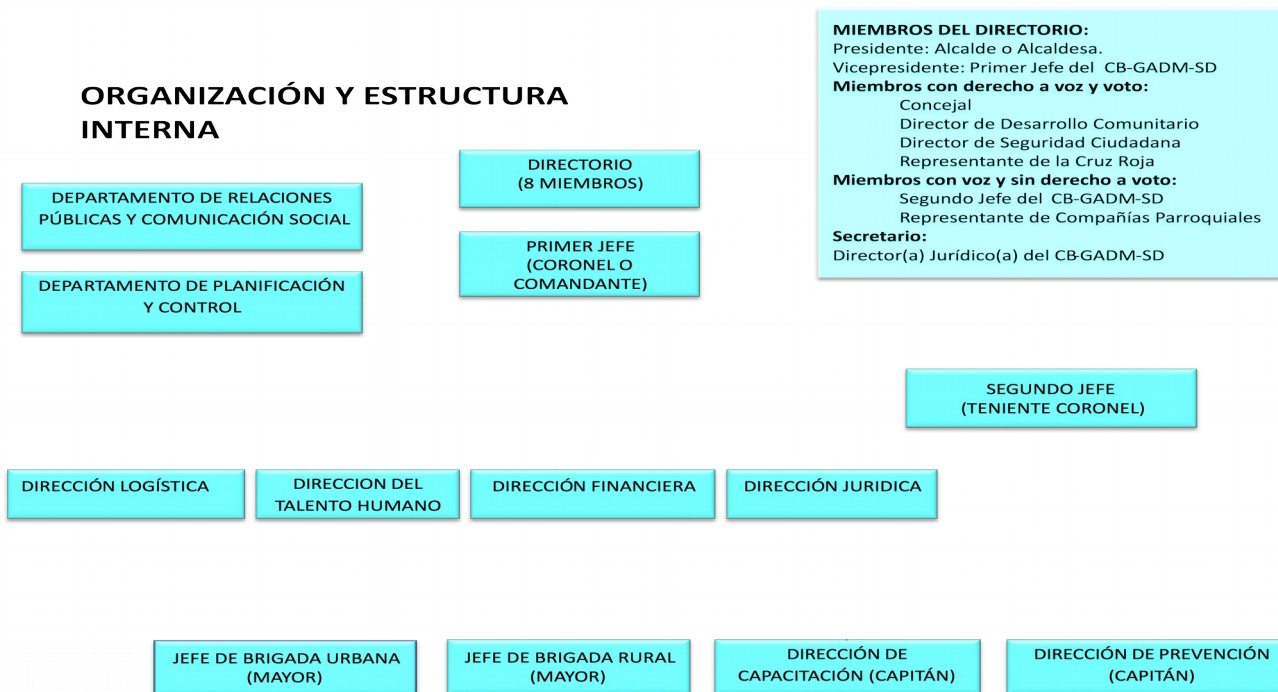 MIEMBROS DEL DIRECTORIO:
Presidente: Alcalde o Alcaldesa.
Vicepresidente: Primer Jefe del CB-GADM-SD
Miembros con derecho a voz y voto:
Concejal
Director de Desarrollo Comunitario
Director de Seguridad Ciudadana
Representante de la Cruz Roja
Miembros con voz y sin derecho a voto:
Segundo Jefe del CB-GADM-SD
Representante de Compañías Parroquiales
Secretario:
Director(a) Jurídico(a) del CB-GADM-SD
ORGANIZACIÓN Y ESTRUCTURA
INTERNA
DIRECTORIO
(8 MIEMBROS)
DEPARTAMENTO DE RELACIONES
PÚBLICAS Y COMUNICACIÓN SOCIAL
PRIMER JEFE
(CORONEL O
COMANDANTE)
DEPARTAMENTO DE PLANIFICACIÓN
Y CONTROL
SEGUNDO JEFE
(TENIENTE CORONEL)
DIRECCIÓN LOGÍSTICA
DIRECCION DEL
TALENTO HUMANO
DIRECCIÓN FINANCIERA
DIRECCIÓN JURIDICA
JEFE DE BRIGADA URBANA
(MAYOR)
JEFE DE BRIGADA RURAL
(MAYOR)
DIRECCIÓN DE
CAPACITACIÓN (CAPITÁN)
DIRECCIÓN DE PREVENCIÓN
(CAPITÁN)